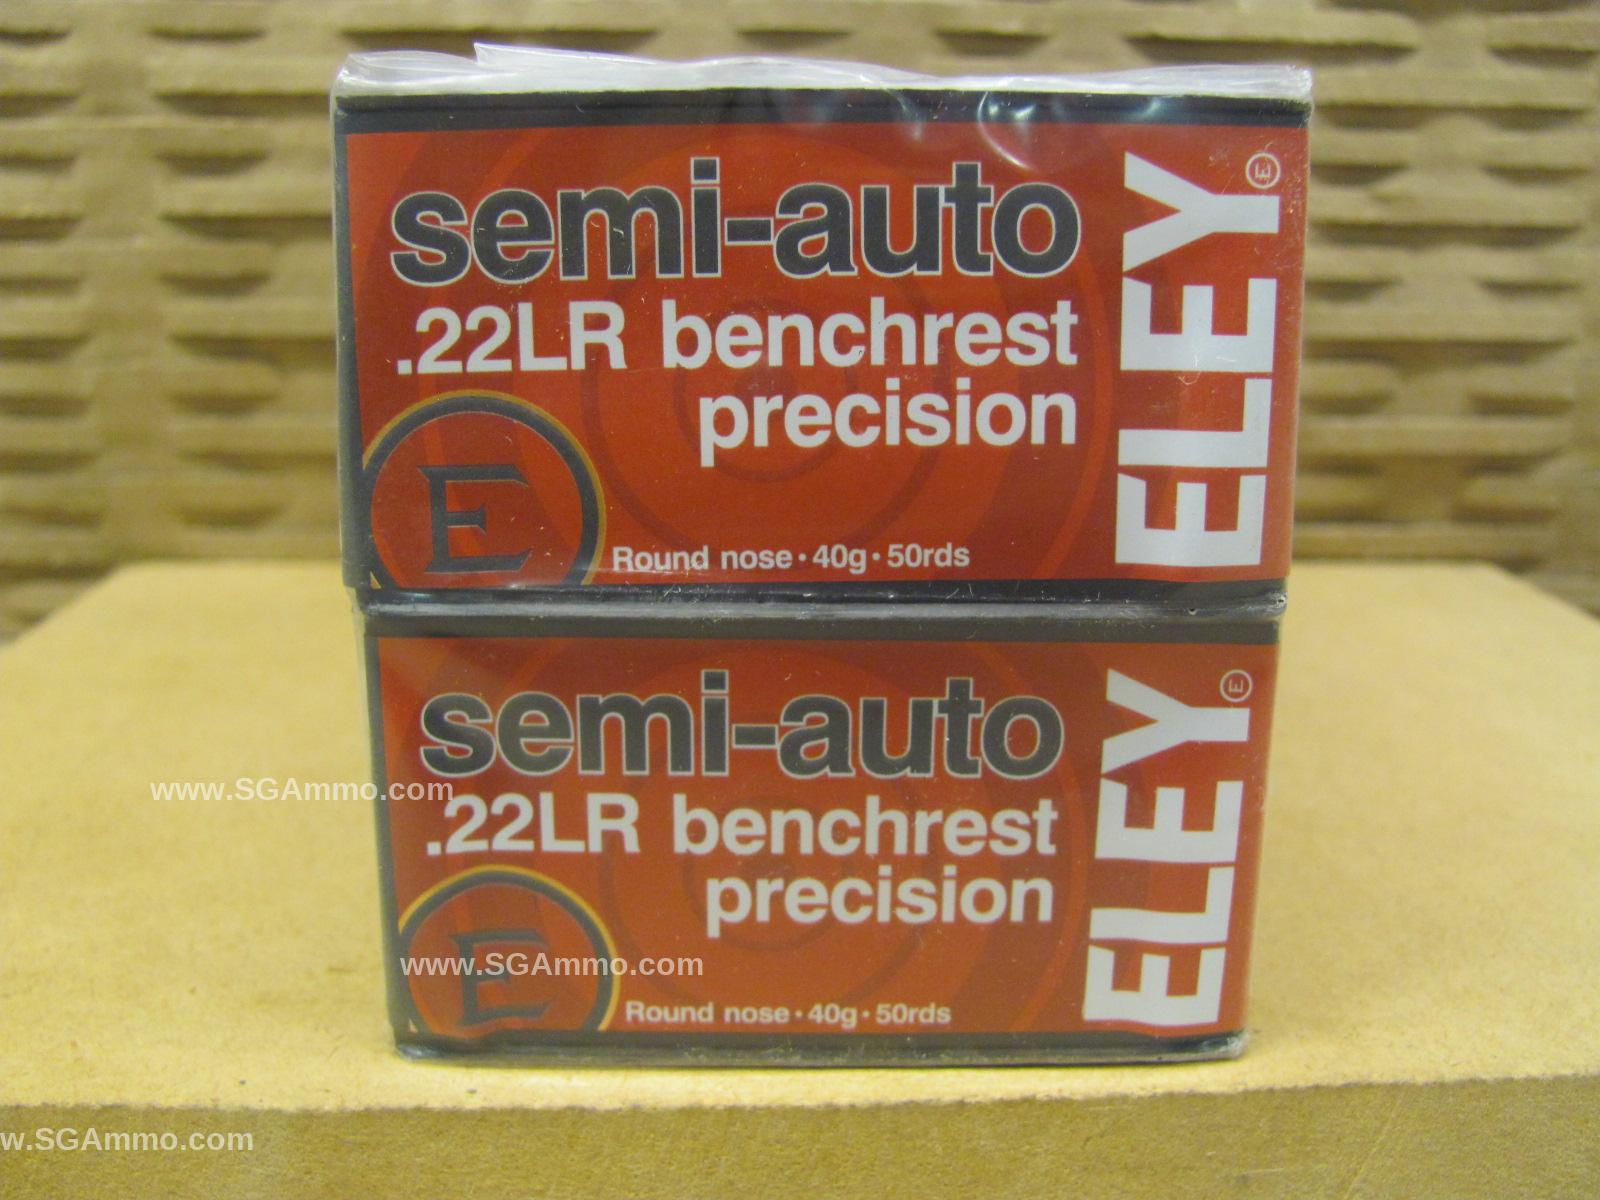 semi-auto
.22LR benchrest
precision
E
Round nose · 40g · 50rds
ELEY
E
semi-auto
.22LR benchrest
precision
E
Round nose · 40g · 50rds
ELEY
E
www.SGAmmo.com
www.SGAmmo.com
w.SGAmmo.com